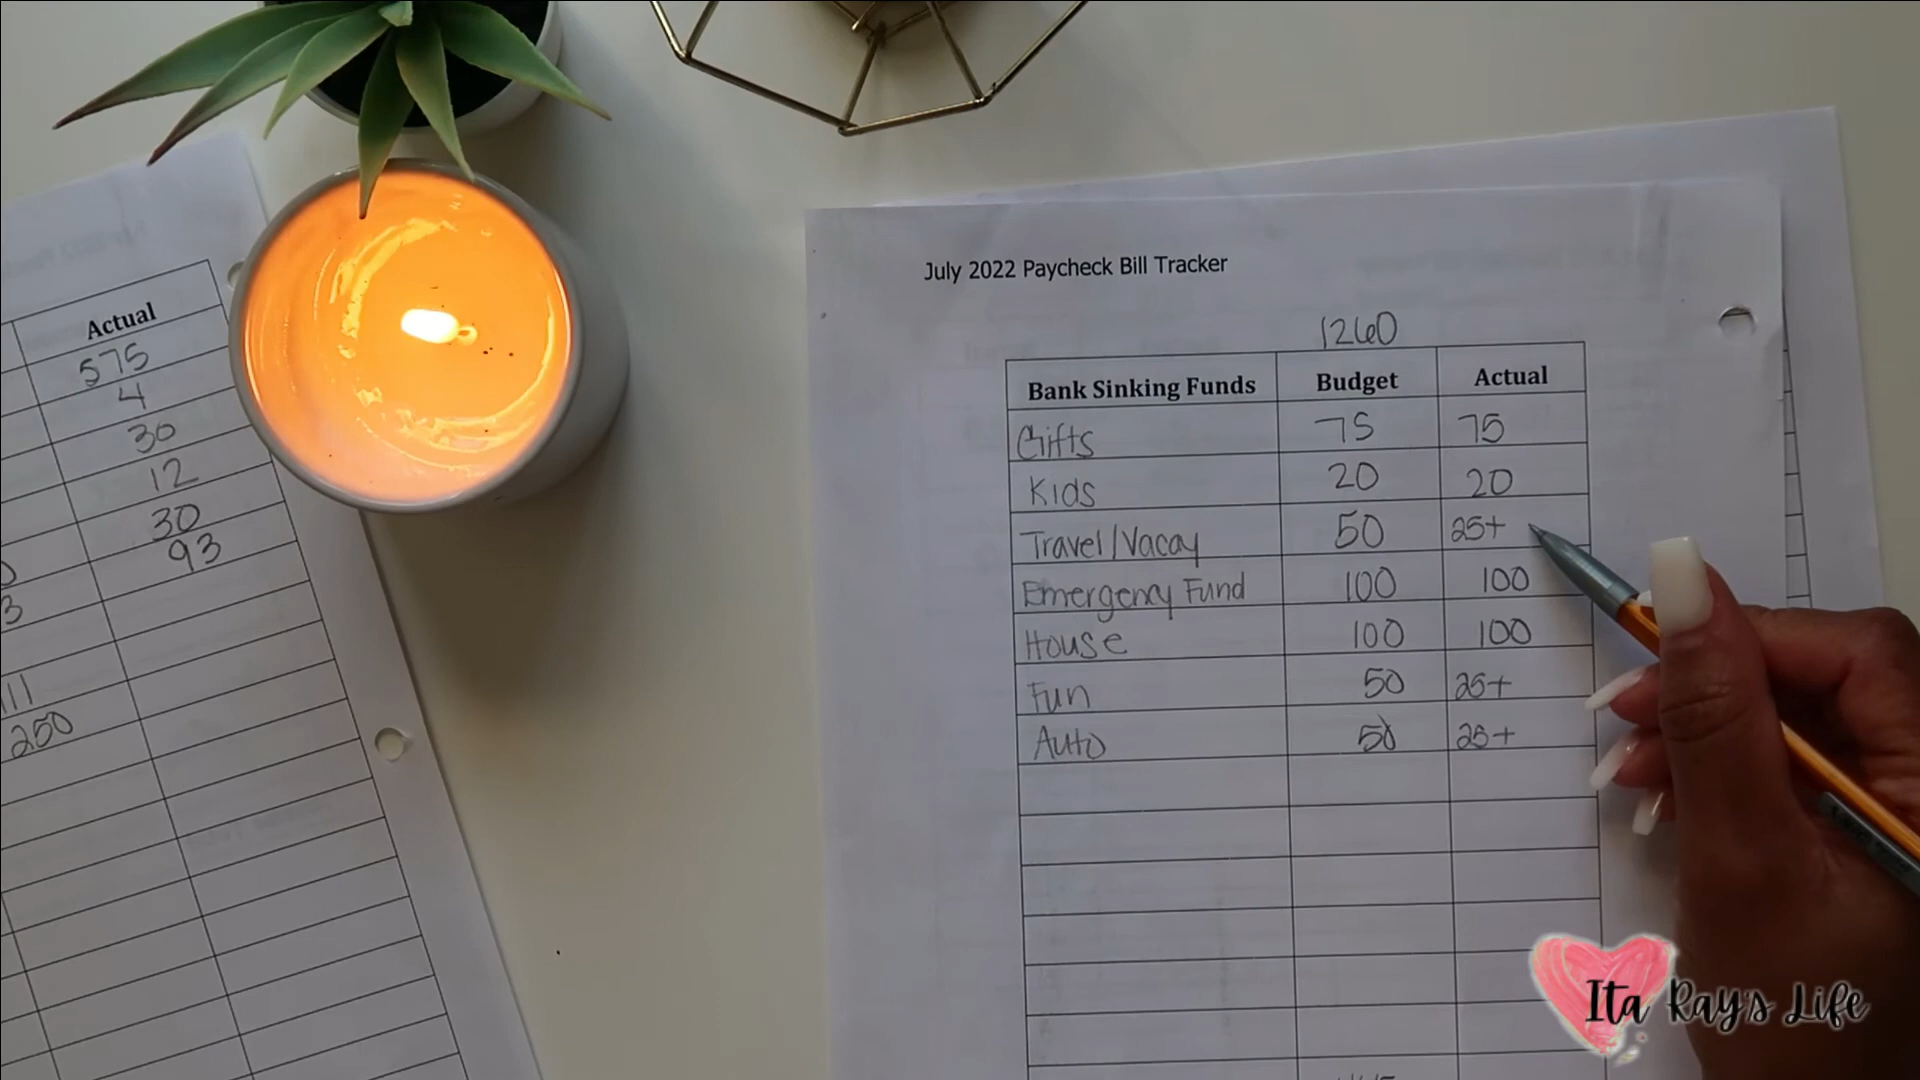 Actual
575
4
30
12
30
93
3
111
250
July 2022 Paycheck Bill Tracker
1260
Bank Sinking Funds Budget Actual
Gifts 75 75
Kids 20 20
Travel/Vacay 50 25+
Emergency Fund 100 100
House 100 100
Fun 50 25+
Auto 50 25+
Ita Ray's Life